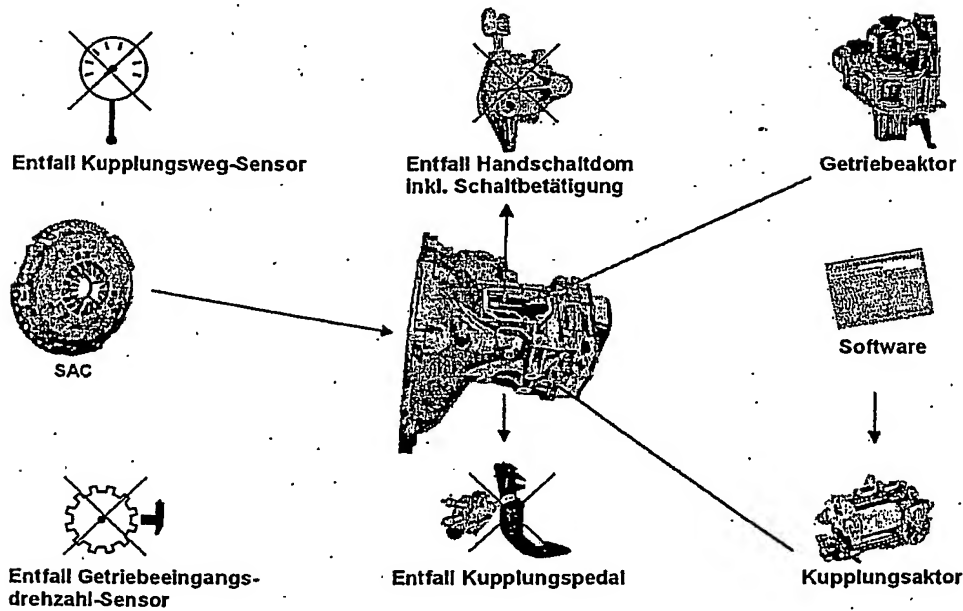 Entfall Kupplungsweg-Sensor
Entfall Handschaltdom
inkl. Schaltbetätigung
Getriebeaktor
SAC
Software
Entfall Getriebeeingangs-
drehzahl-Sensor
Entfall Kupplungspedal
Kupplungsaktor